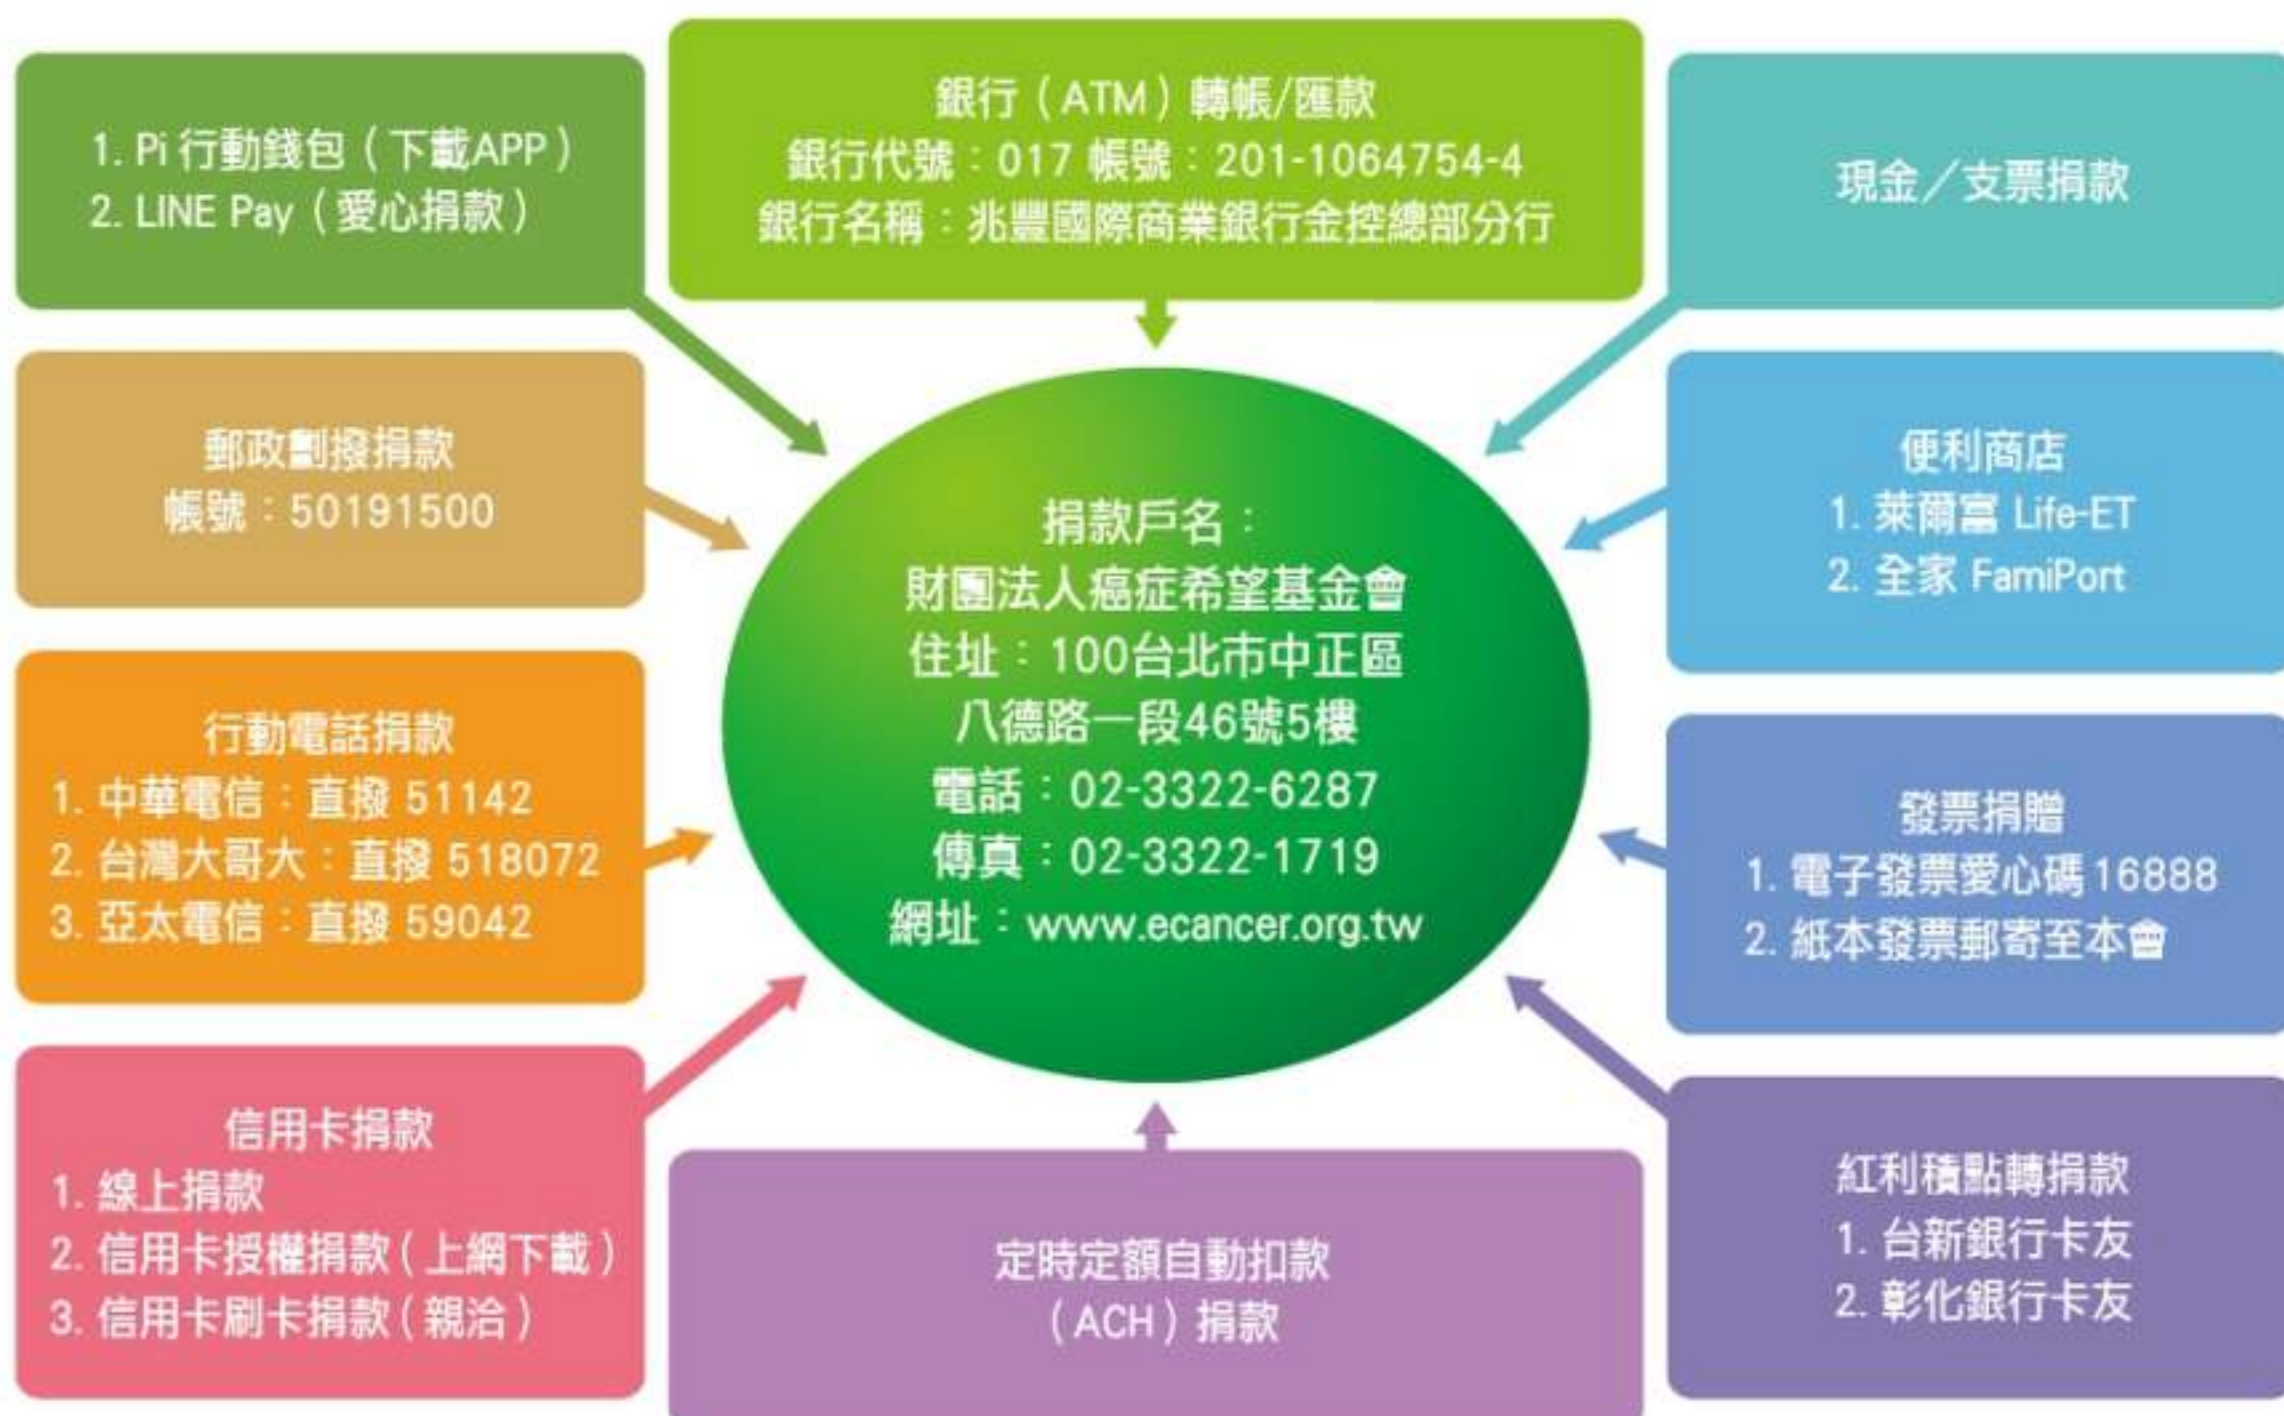 1. Pi 行動錢包（下載APP）
2. LINE Pay（愛心捐款）
銀行（ATM）轉帳/匯款
銀行代號：017 帳號：201-1064754-4
銀行名稱：兆豐國際商業銀行金控總部分行
現金／支票捐款
郵政劃撥捐款
帳號：50191500
便利商店
1. 萊爾富 Life-ET
2. 全家 FamiPort
捐款戶名：
財團法人癌症希望基金會
住址：100台北市中正區
八德路一段46號5樓
電話：02-3322-6287
傳真：02-3322-1719
網址：www.ecancer.org.tw
行動電話捐款
1. 中華電信：直撥 51142
2. 台灣大哥大：直撥 518072
3. 亞太電信：直撥 59042
發票捐贈
1. 電子發票愛心碼16888
2. 紙本發票郵寄至本會
信用卡捐款
1. 線上捐款
2. 信用卡授權捐款（上網下載）
3. 信用卡刷卡捐款（親洽）
定時定額自動扣款
（ACH）捐款
紅利積點轉捐款
1. 台新銀行卡友
2. 彰化銀行卡友